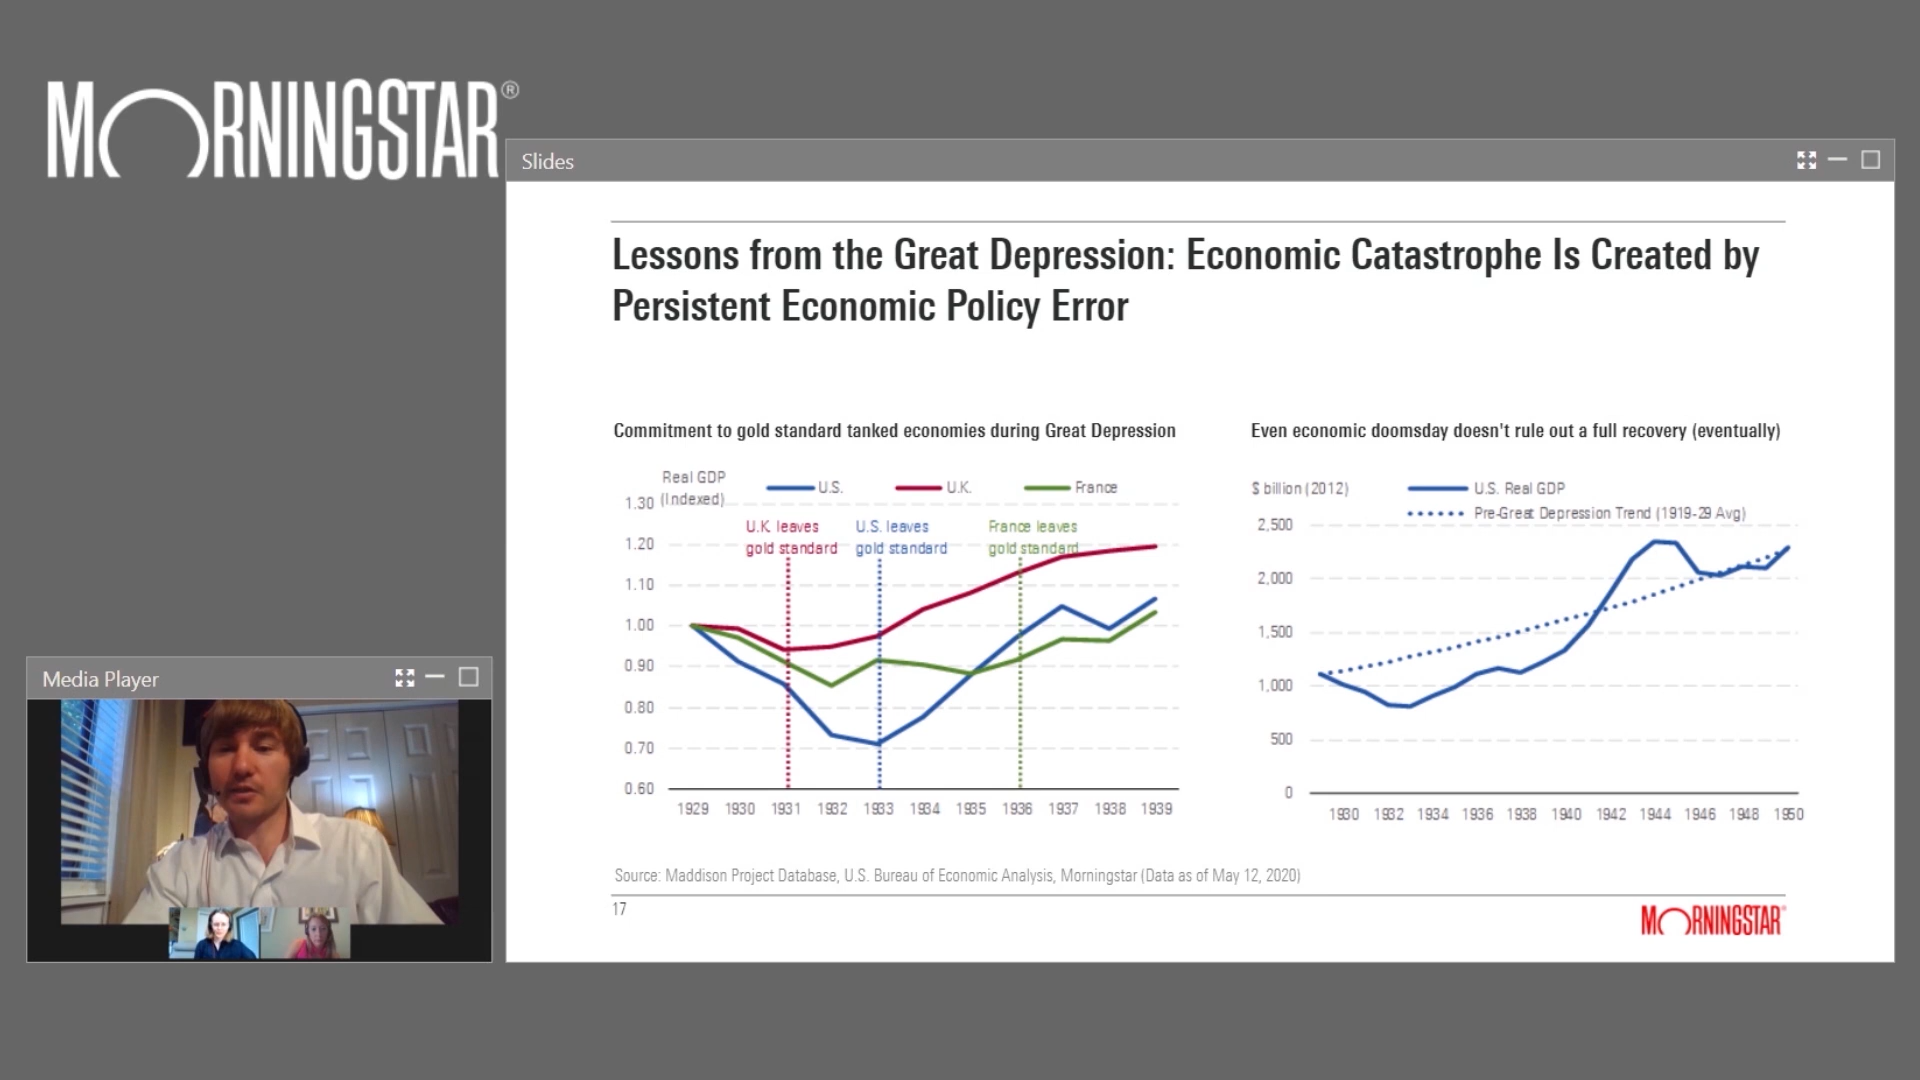 MORNINGSTAR®
Slides
Lessons from the Great Depression: Economic Catastrophe Is Created by
Persistent Economic Policy Error
Commitment to gold standard tanked economies during Great Depression
Real GDP
(Indexed)
U.S.
U.K.
France
1.30
U.K. leaves
gold standard
U.S. leaves
gold standard
France leaves
gold standard
1.20
1.10
1.00
0.90
0.80
0.70
0.60
1929 1930 1931 1932 1933 1934 1935 1936 1937 1938 1939
Even economic doomsday doesn't rule out a full recovery (eventually)
$ billion (2012)
U.S. Real GDP
Pre-Great Depression Trend (1919-29 Avg)
2,500
2,000
1,500
1,000
500
0
1930 1932 1934 1936 1938 1940 1942 1944 1946 1948 1950
Source: Maddison Project Database, U.S. Bureau of Economic Analysis, Morningstar (Data as of May 12, 2020)
17
MORNINGSTAR®
Media Player